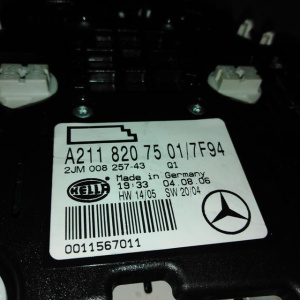 A211 820 75 01/7F94
2JM 008 257-43 Q1
HELLA
Made in Germany
19:33 04.08.06
HW 14/05 SW 20/04
0011567011